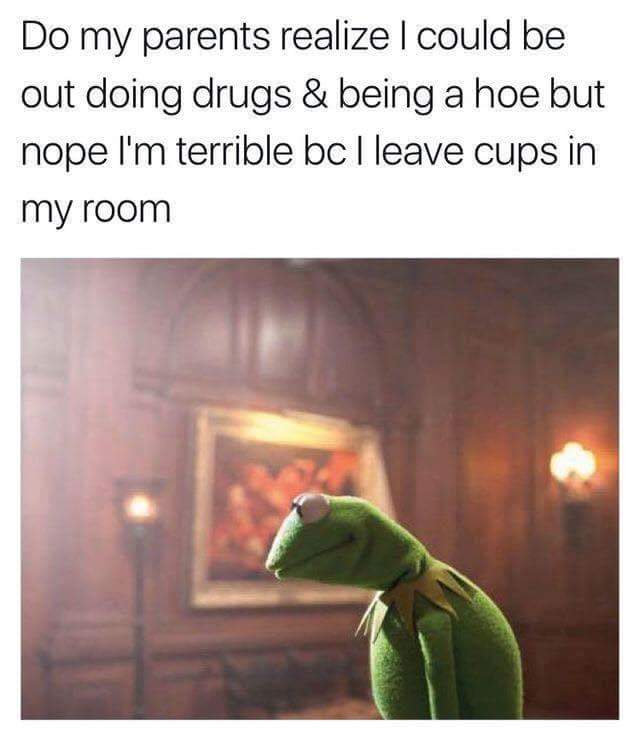 Do my parents realize I could be
out doing drugs & being a hoe but
nope I'm terrible bc I leave cups in
my room